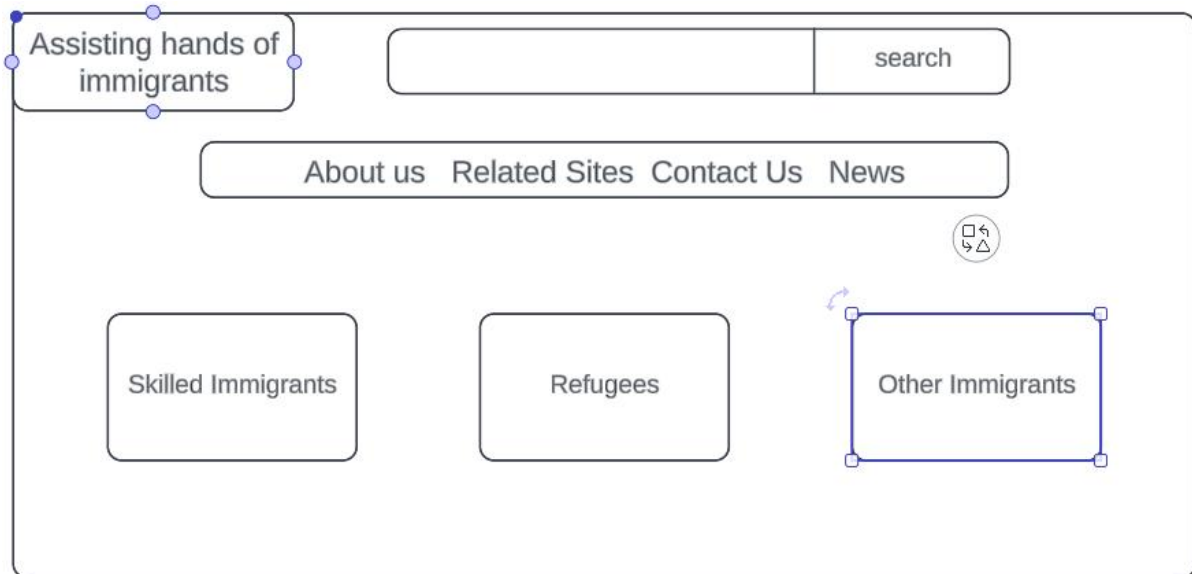 Assisting hands of
immigrants
search
About us Related Sites Contact Us News
Skilled Immigrants
Refugees
Other Immigrants